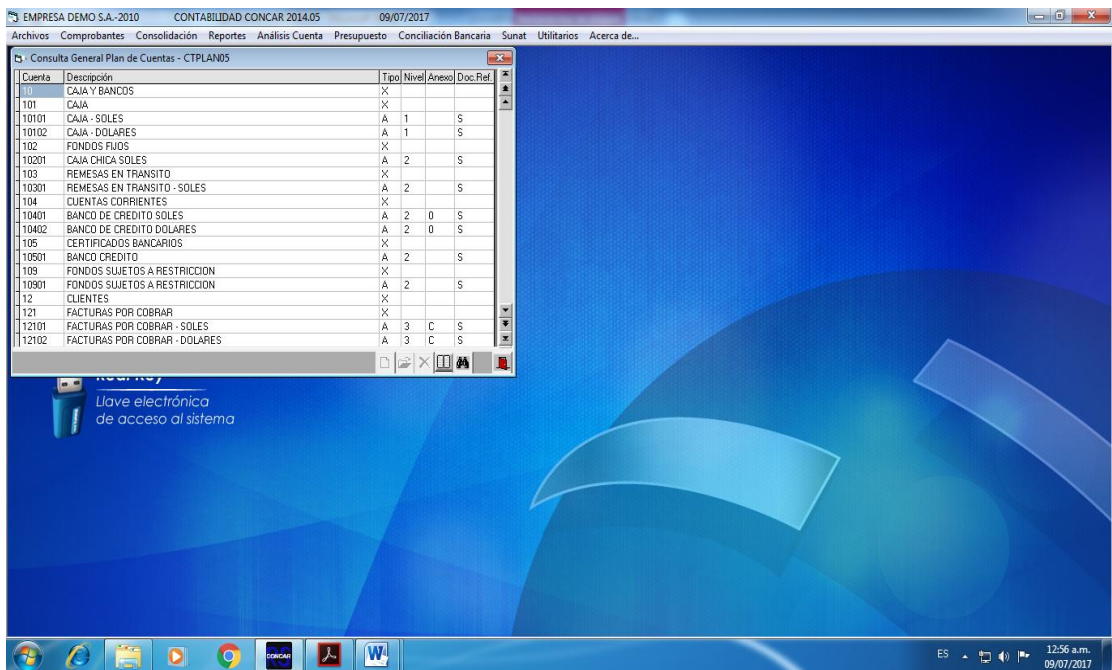 EMPRESA DEMO S.A.-2010 CONTABILIDAD CONCAR 2014.05 09/07/2017
Archivos Comprobantes Consolidación Reportes Análisis Cuenta Presupuesto Conciliación Bancaria Sunat Utilitarios Acerca de...
Consulta General Plan de Cuentas - CTPLAN05
Cuenta Descripción Tipo Nivel Anexo Doc.Ref.
10 CAJA Y BANCOS X
101 CAJA X
10101 CAJA - SOLES A 1 S
10102 CAJA - DOLARES A 1 S
102 FONDOS FIJOS X
10201 CAJA CHICA SOLES A 2 S
103 REMESAS EN TRANSITO X
10301 REMESAS EN TRANSITO - SOLES A 2 S
104 CUENTAS CORRIENTES X
10401 BANCO DE CREDITO SOLES A 2 0 S
10402 BANCO DE CREDITO DOLARES A 2 0 S
105 CERTIFICADOS BANCARIOS X
10501 BANCO CREDITO A 2 S
109 FONDOS SUJETOS A RESTRICCION X
10901 FONDOS SUJETOS A RESTRICCION A 2 S
12 CLIENTES X
121 FACTURAS POR COBRAR X
12101 FACTURAS POR COBRAR - SOLES A 3 C S
12102 FACTURAS POR COBRAR - DOLARES A 3 C S
Llave electrónica
de acceso al sistema
CONCAR
ES 12:56 a.m.
09/07/2017